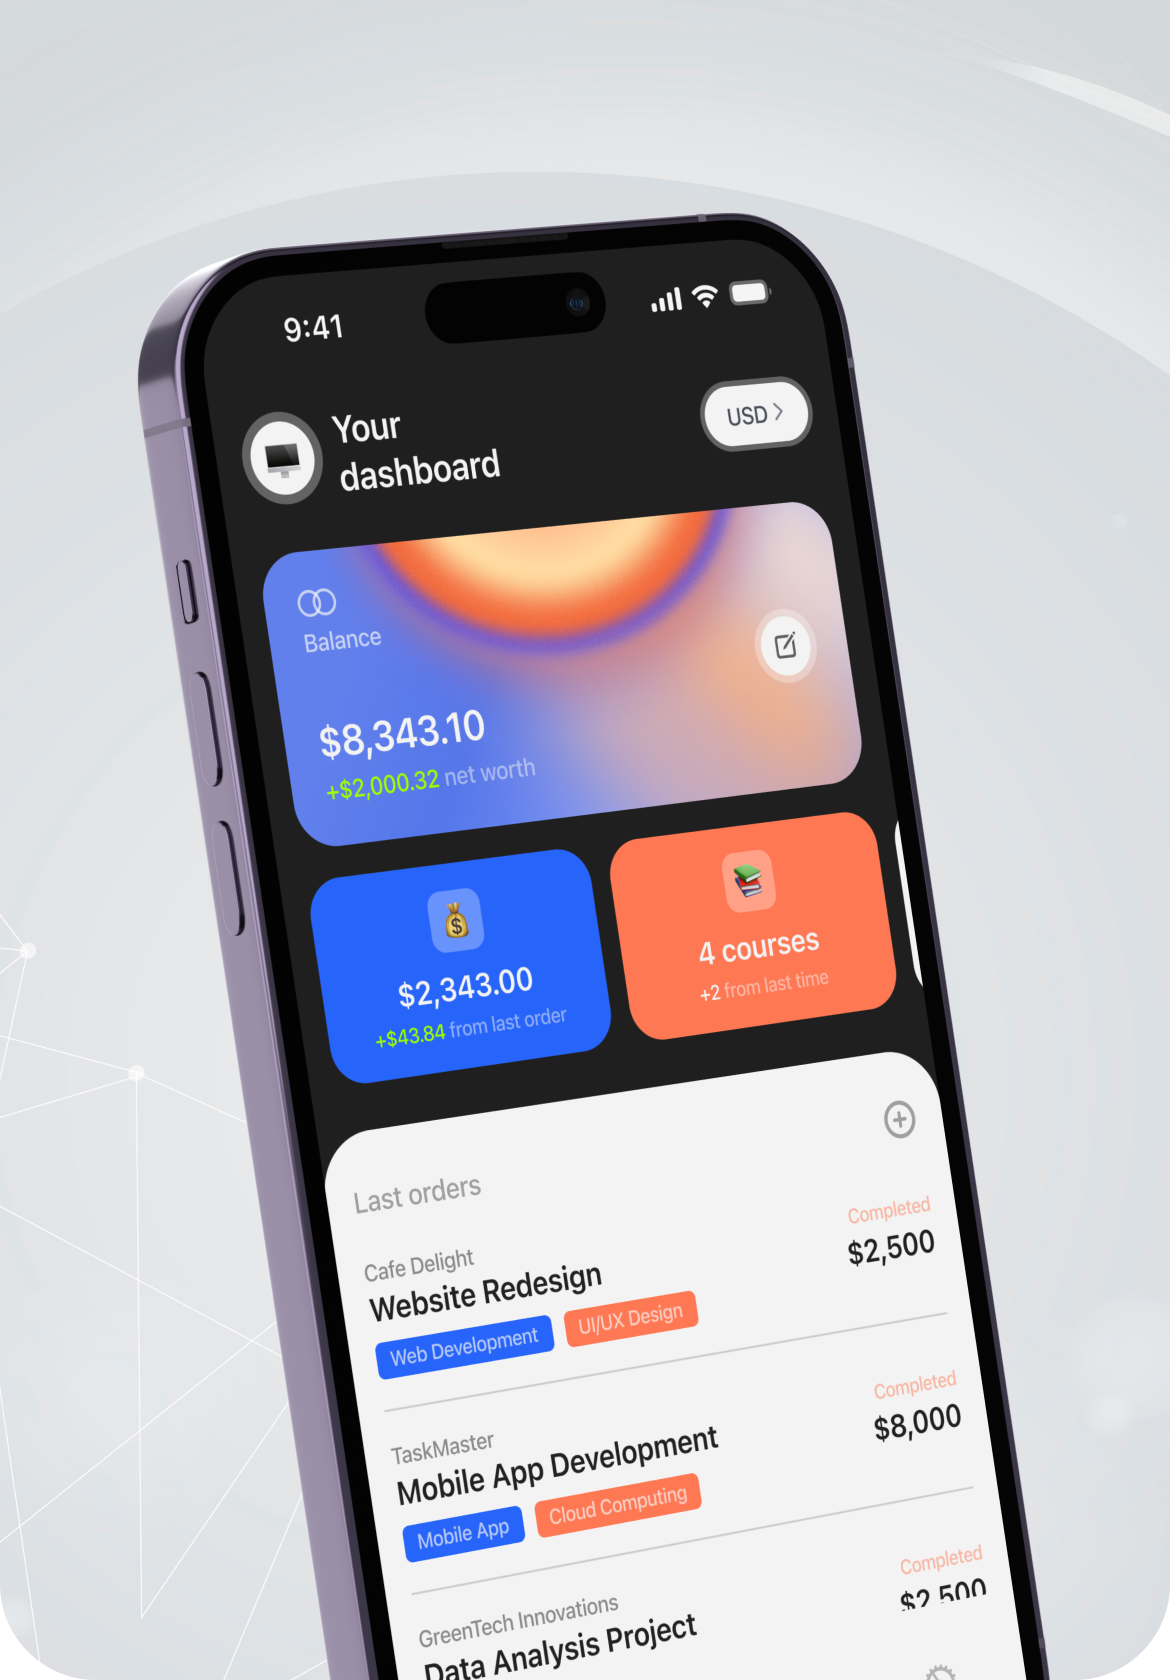 9:41
Your
dashboard
USD
Balance
$8,343.10
+$2,000.32 net worth
$2,343.00
+$43.84 from last order
4 courses
+2 from last time
Last orders
Cafe Delight
Completed
Website Redesign
$2,500
Web Development
UI/UX Design
TaskMaster
Completed
Mobile App Development
$8,000
Mobile App
Cloud Computing
GreenTech Innovations
Completed
Data Analysis Project
$2,500